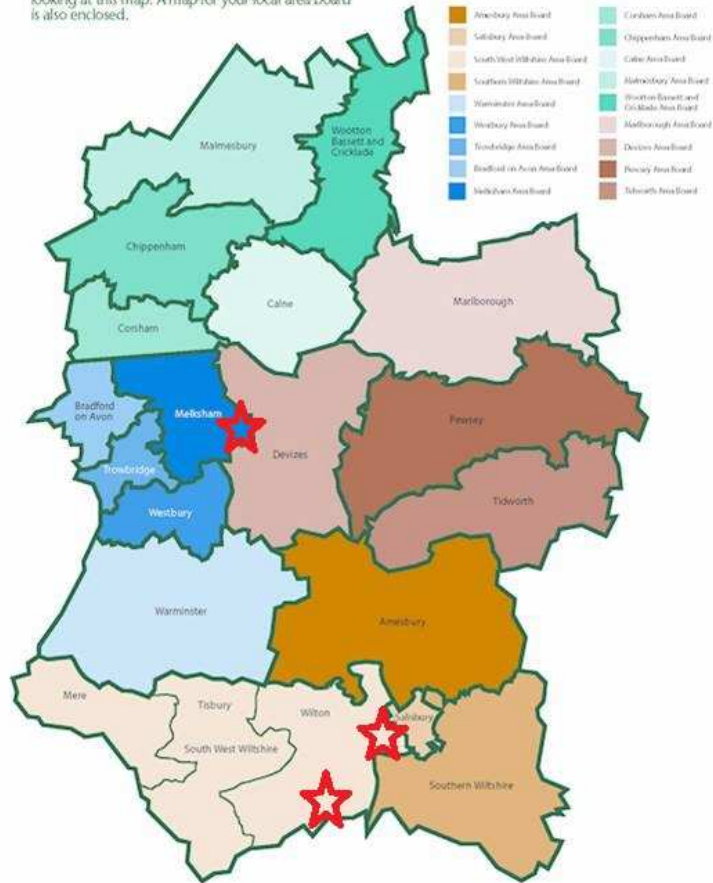 looking at this map. A map for your local area board
is also enclosed.
Amesbury Area Board
Salisbury Area Board
South West Wiltshire Area Board
Southern Wiltshire Area Board
Warminster Area Board
Westbury Area Board
Trowbridge Area Board
Bradford on Avon Area Board
Melksham Area Board
Corsham Area Board
Chippenham Area Board
Calne Area Board
Malmesbury Area Board
Wootton Bassett and
Cricklade Area Board
Marlborough Area Board
Devizes Area Board
Pewsey Area Board
Tidworth Area Board
Wootton
Bassett and
Cricklade
Malmesbury
Chippenham
Calne
Marlborough
Corsham
Bradford
on Avon
Melksham
Pewsey
Devizes
Trowbridge
Tidworth
Westbury
Warminster
Amesbury
Mere
Tisbury
Wilton
Salisbury
South West Wiltshire
Southern Wiltshire